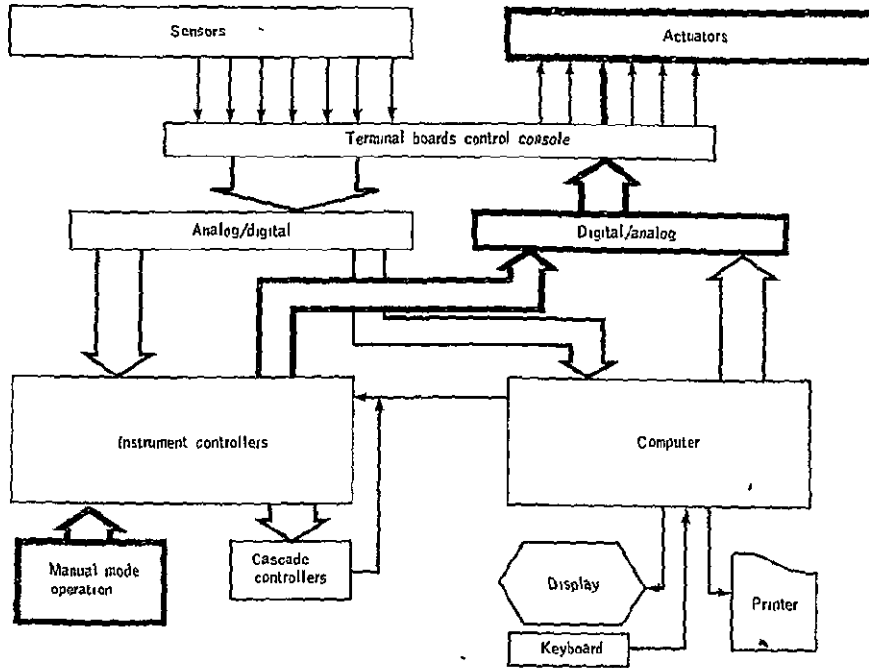 Sensors
Actuators
Terminal boards control console
Analog/digital
Digital/analog
Instrument controllers
Computer
Manual mode
operation
Cascade
controllers
Display
Printer
Keyboard